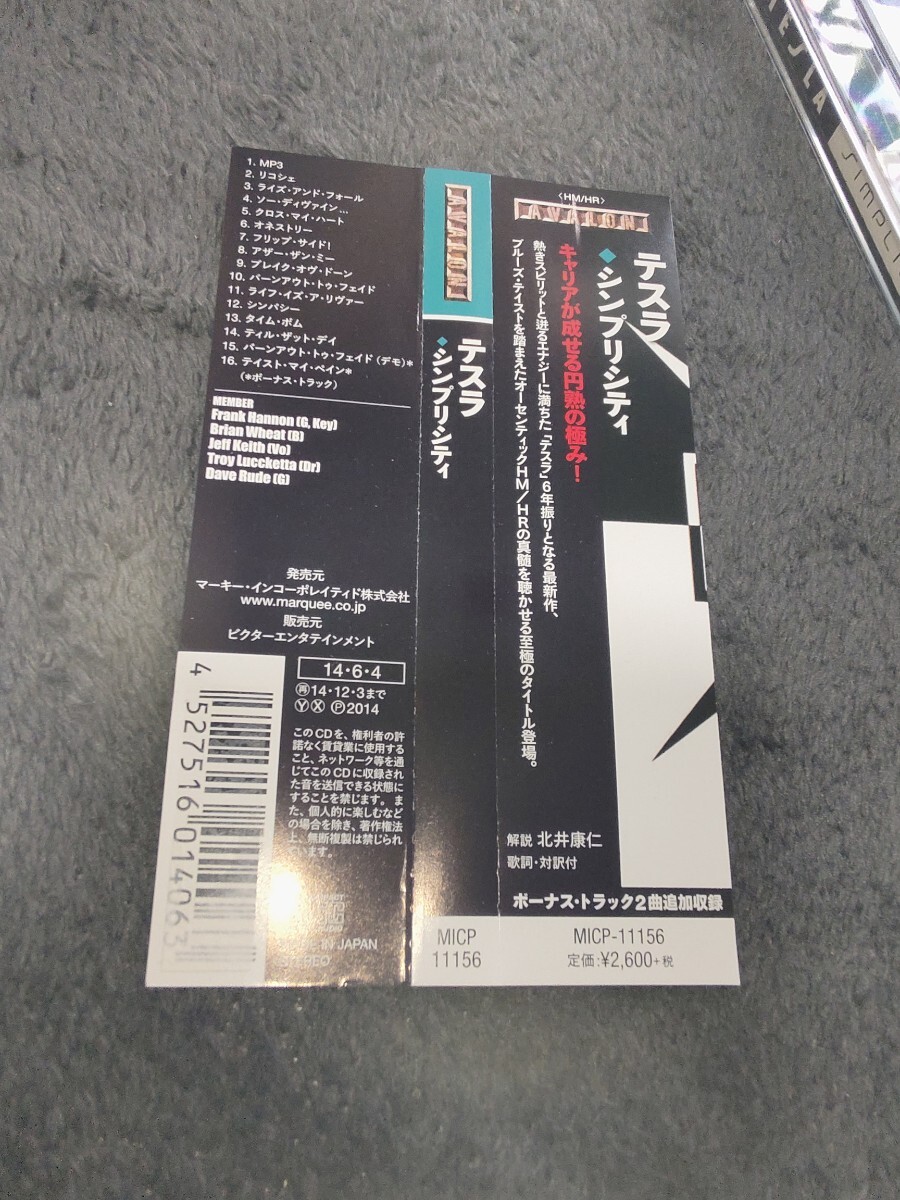 1. MP3
2. リコシェ
3. ライズ・アンド・フォール
4. ソー・ディヴァイン…
5. クロス・マイ・ハート
6. オネストリー
7. フリップ・サイド!
8. アザー・ザン・ミー
9. ブレイク・オヴ・ドーン
10. バーンアウト・トゥ・フェイド
11. ライフ・イズ・ア・リヴァー
12. シンパシー
13. タイム・ボム
14. ティル・ザット・デイ
15. バーンアウト・トゥ・フェイド(デモ)*
16. テイスト・マイ・ペイン*
(*ボーナス・トラック)
MEMBER
Frank Hannon (G, Key)
Brian Wheat (B)
Jeff Keith (Vo)
Troy Luccketta (Dr)
Dave Rude (G)
発売元
マーキー・インコーポレイティド株式会社
www.marquee.co.jp
販売元
ビクターエンタテインメント
14・6・4
再14・12・3まで
Ⓨ Ⓧ Ⓟ2014
このCDを、権利者の許
諾なく賃貸業に使用する
こと、ネットワーク等を通
じてこのCDに収録され
た音を送信できる状態に
することを禁じます。ま
た、個人的に楽しむなど
の場合を除き、著作権法
上、無断複製は禁じられ
います。
IN JAPAN
STEREO
4 527516 014063
AVALON
テスラ
◆シンプリシティ
MICP
11156
〈HM/HR〉
AVALON
テスラ
◆シンプリシティ
キャリアが成せる円熟の極み!
熱きスピリットと迸るエナジーに満ちた「テスラ」6年振りとなる最新作、
ブルーズ・テイストを踏まえたオーセンティックHM/HRの真髄を聴かせる至極のタイトル登場。
解説 北井康仁
歌詞・対訳付
ボーナス・トラック2曲追加収録
MICP-11156
定価:¥2,600+税
TESLA
SIMPLI